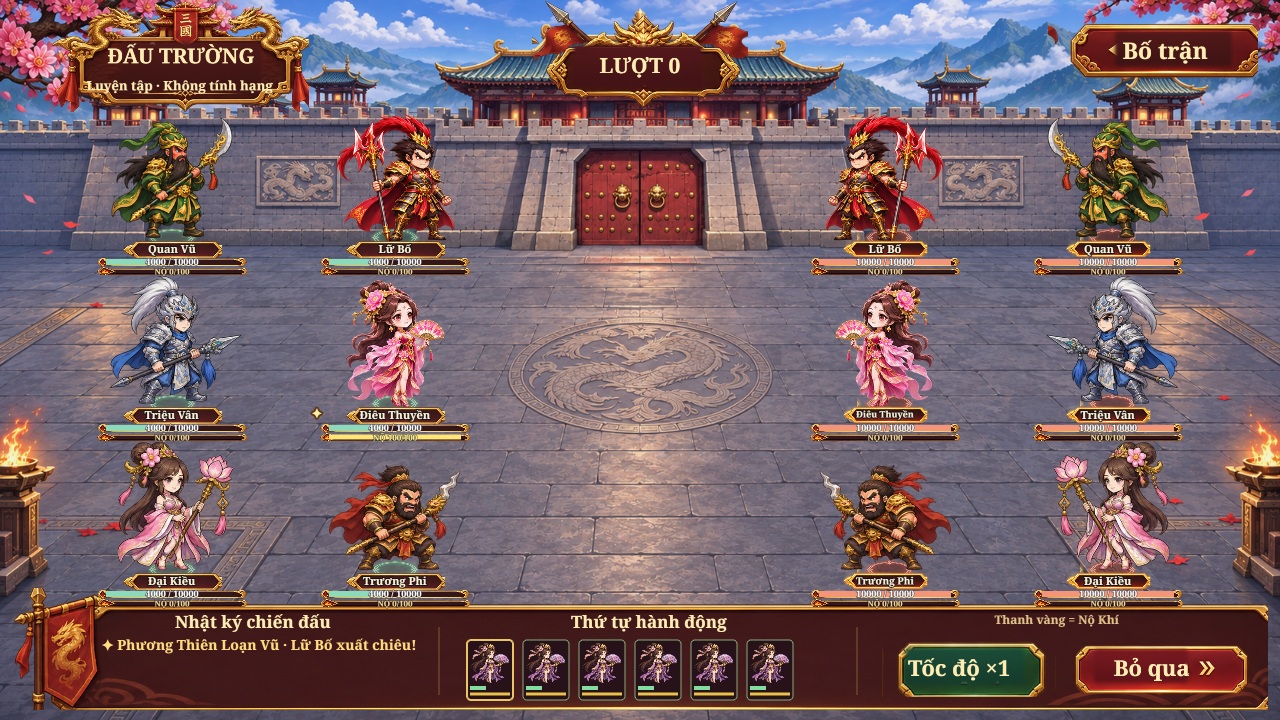 三
國
ĐẤU TRƯỜNG
Luyện tập · Không tính hạng
LƯỢT 0
Bố trận
Quan Vũ
4000 / 10000
NỘ 0/100
Lữ Bố
4000 / 10000
NỘ 0/100
Lữ Bố
10000 / 10000
NỘ 0/100
Quan Vũ
10000 / 10000
NỘ 0/100
Triệu Vân
4000 / 10000
NỘ 0/100
Điêu Thuyền
4000 / 10000
NỘ 100/100
Điêu Thuyền
10000 / 10000
NỘ 0/100
Triệu Vân
10000 / 10000
NỘ 0/100
Đại Kiều
4000 / 10000
NỘ 0/100
Trương Phi
4000 / 10000
NỘ 0/100
Trương Phi
10000 / 10000
NỘ 0/100
Đại Kiều
10000 / 10000
NỘ 0/100
Nhật ký chiến đấu
✦ Phương Thiên Loạn Vũ · Lữ Bố xuất chiêu!
Thứ tự hành động
Thanh vàng = Nộ Khí
Tốc độ ×1
Bỏ qua »